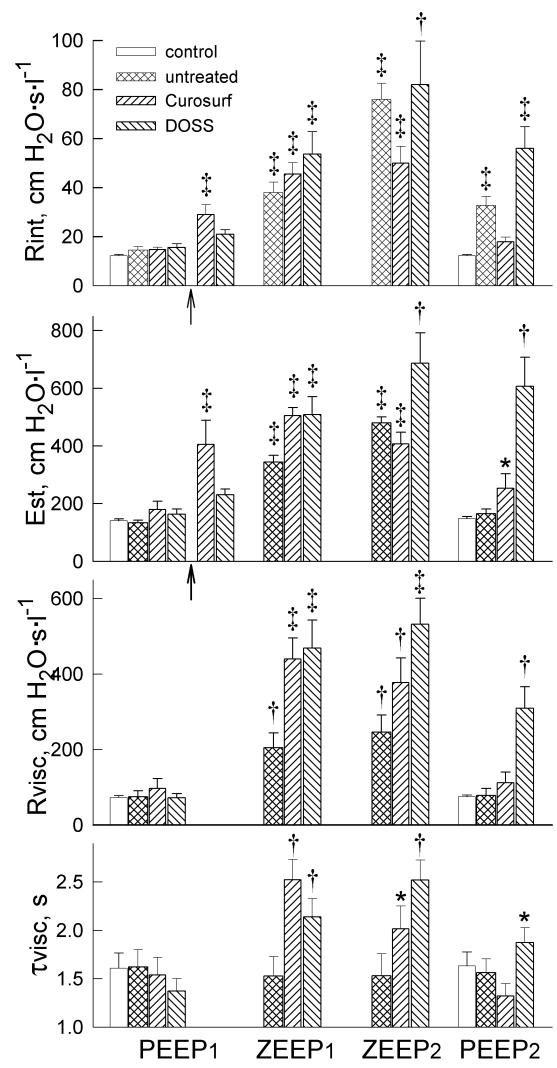 control
untreated
Curosurf
DOSS
Rint, cm H2O·s·l-1
100
80
60
40
20
0
‡
‡ ‡ ‡
‡ ‡ †
‡ ‡
Est, cm H2O·l-1
800
600
400
200
0
‡
‡ ‡ ‡
‡ ‡ †
* †
Rvisc, cm H2O·s·l-1
600
400
200
0
† ‡ ‡
† † ‡
†
τvisc, s
2.5
2.0
1.5
1.0
† †
* †
*
PEEP1 ZEEP1 ZEEP2 PEEP2